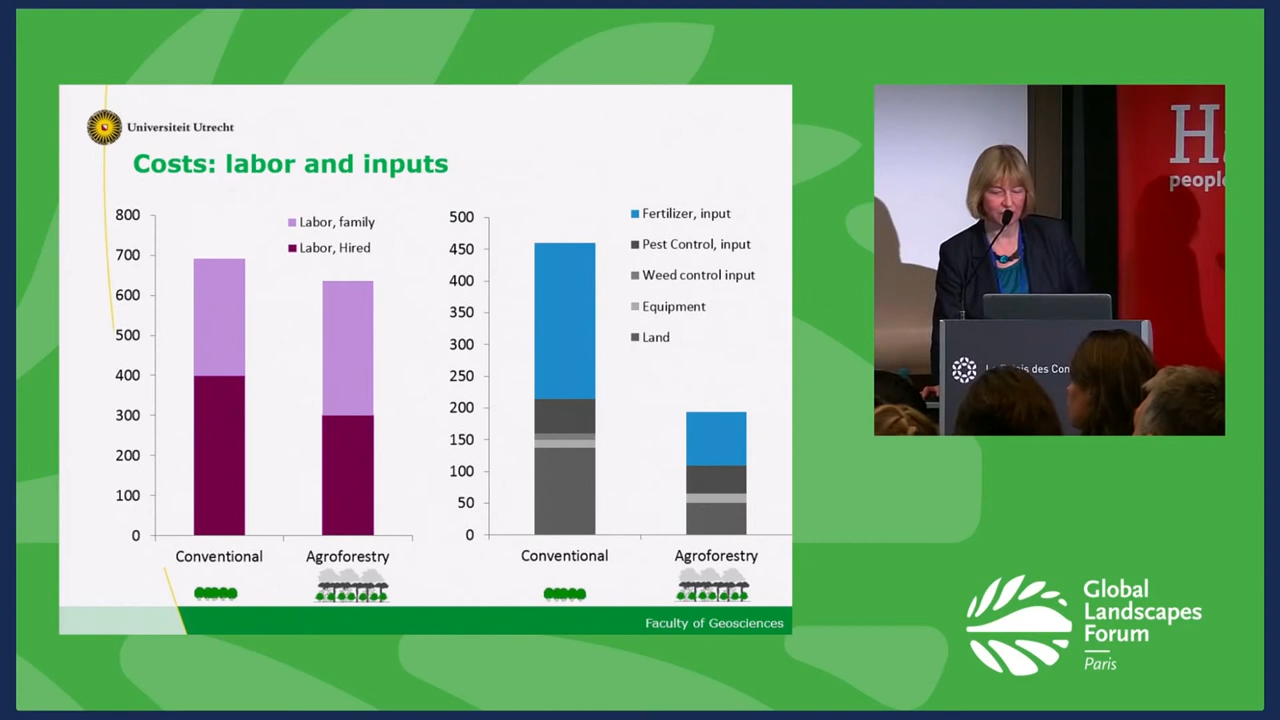 Universiteit Utrecht
Costs: labor and inputs
800
700
600
500
400
300
200
100
0
Labor, family
Labor, Hired
Conventional
Agroforestry
500
450
400
350
300
250
200
150
100
50
0
Fertilizer, input
Pest Control, input
Weed control input
Equipment
Land
Conventional
Agroforestry
Faculty of Geosciences
H
people
des Con
Global
Landscapes
Forum
Paris